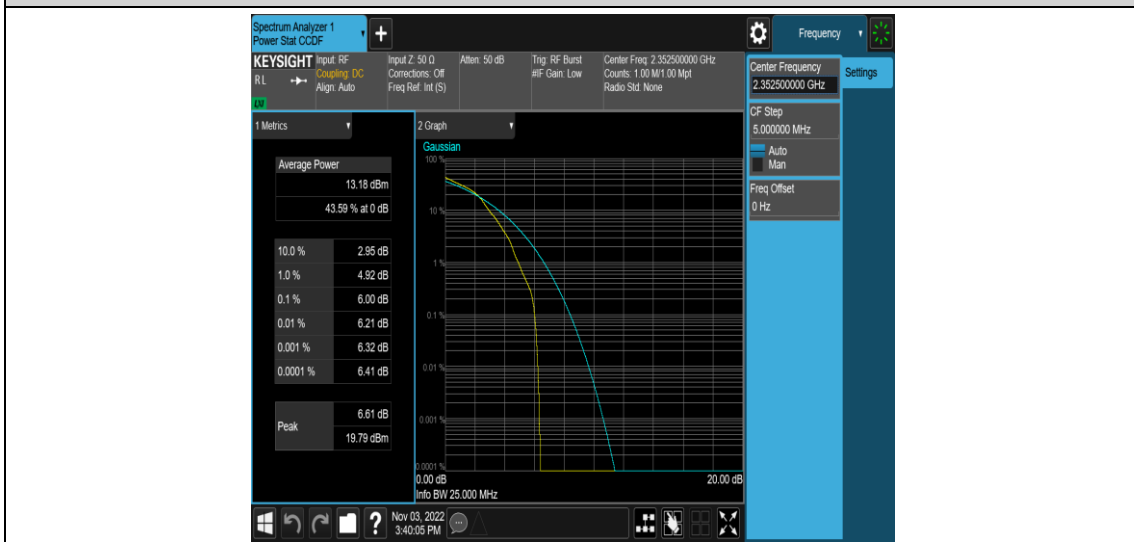 Spectrum Analyzer 1
Power Stat CCDF
+
Frequency
KEYSIGHT
RL
LXI
Input: RF
Coupling: DC
Align: Auto
Input Z: 50 Ω
Corrections: Off
Freq Ref: Int (S)
Atten: 50 dB
Trig: RF Burst
#IF Gain: Low
Center Freq: 2.352500000 GHz
Counts: 1.00 M/1.00 Mpt
Radio Std: None
Center Frequency
2.352500000 GHz
Settings
CF Step
5.000000 MHz
Auto
Man
Freq Offset
0 Hz
1 Metrics
Average Power
13.18 dBm
43.59 % at 0 dB
10.0 % 2.95 dB
1.0 % 4.92 dB
0.1 % 6.00 dB
0.01 % 6.21 dB
0.001 % 6.32 dB
0.0001 % 6.41 dB
Peak
6.61 dB
19.79 dBm
2 Graph
Gaussian
100 %
10 %
1 %
0.1 %
0.01 %
0.001 %
0.0001 %
0.00 dB
20.00 dB
Info BW 25.000 MHz
?
Nov 03, 2022
3:40:05 PM